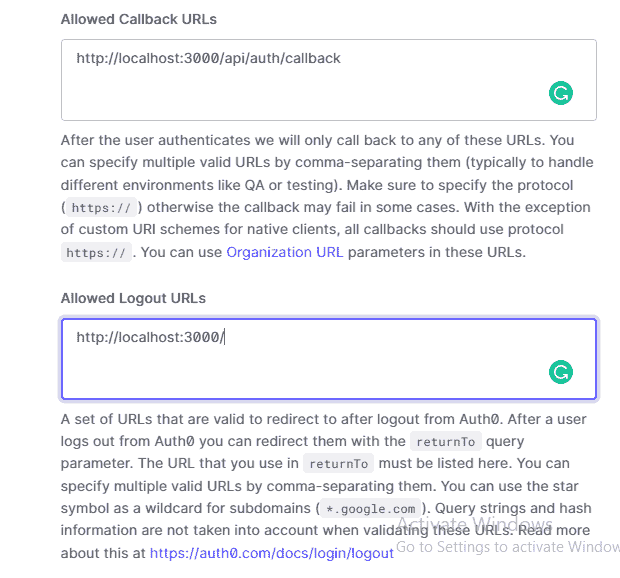 Allowed Callback URLs
http://localhost:3000/api/auth/callback
After the user authenticates we will only call back to any of these URLs. You
can specify multiple valid URLs by comma-separating them (typically to handle
different environments like QA or testing). Make sure to specify the protocol
( https:// ) otherwise the callback may fail in some cases. With the exception
of custom URI schemes for native clients, all callbacks should use protocol
https:// . You can use Organization URL parameters in these URLs.
Allowed Logout URLs
http://localhost:3000/
A set of URLs that are valid to redirect to after logout from Auth0. After a user
logs out from Auth0 you can redirect them with the returnTo query
parameter. The URL that you use in returnTo must be listed here. You can
specify multiple valid URLs by comma-separating them. You can use the star
symbol as a wildcard for subdomains ( *.google.com ). Query strings and hash
information are not taken into account when validating these URLs. Read more
about this at https://auth0.com/docs/login/logout
Activate Windows
Go to Settings to activate Window